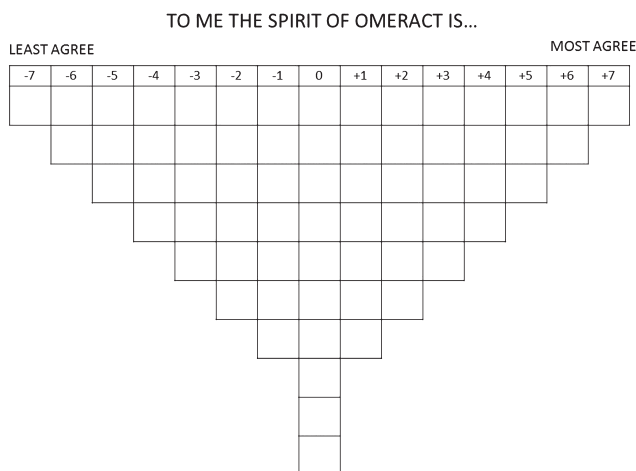 TO ME THE SPIRIT OF OMERACT IS...
LEAST AGREE MOST AGREE
-7 -6 -5 -4 -3 -2 -1 0 +1 +2 +3 +4 +5 +6 +7